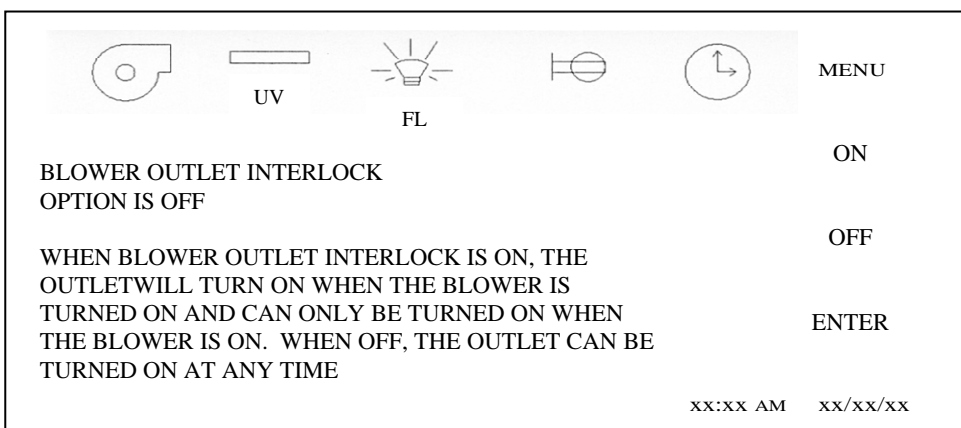 MENU
UV
FL
ON
BLOWER OUTLET INTERLOCK
OPTION IS OFF
OFF
WHEN BLOWER OUTLET INTERLOCK IS ON, THE
OUTLETWILL TURN ON WHEN THE BLOWER IS
TURNED ON AND CAN ONLY BE TURNED ON WHEN
THE BLOWER IS ON.  WHEN OFF, THE OUTLET CAN BE
TURNED ON AT ANY TIME
ENTER
xx:xx AM xx/xx/xx